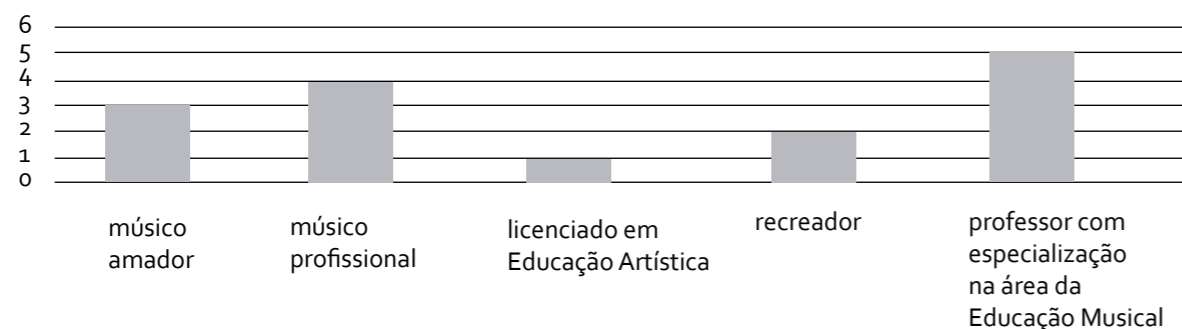 6
5
4
3
2
1
0
músico
amador
músico
profissional
licenciado em
Educação Artística
recreador
professor com
especialização
na área da
Educação Musical